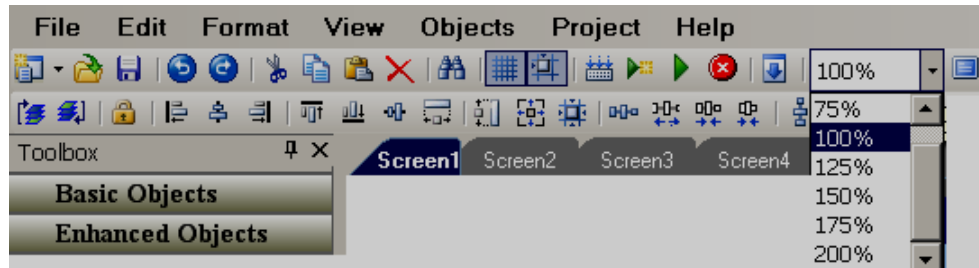 File Edit Format View Objects Project Help
100%
75%
Toolbox
100%
Screen1 Screen2 Screen3 Screen4
125%
Basic Objects
150%
Enhanced Objects
175%
200%